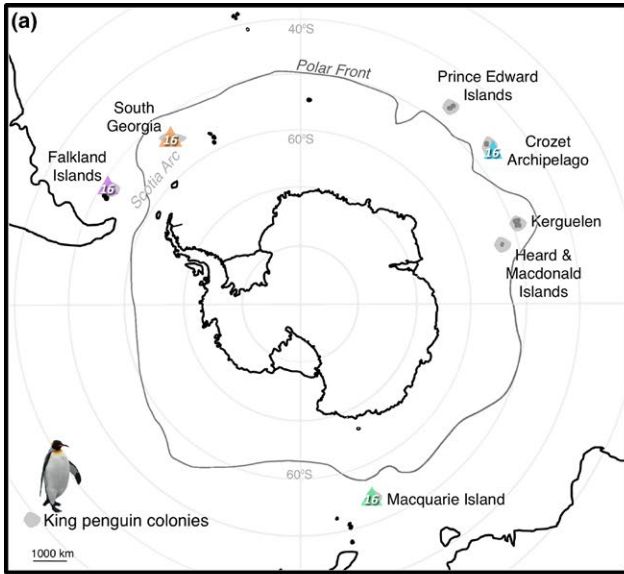 (a)
40°S
Polar Front
Prince Edward
Islands
South
Georgia
16
60°S
16
Crozet
Archipelago
Falkland
Islands
16
Scotia Arc
Kerguelen
Heard &
Macdonald
Islands
60°S
16
Macquarie Island
King penguin colonies
1000 km